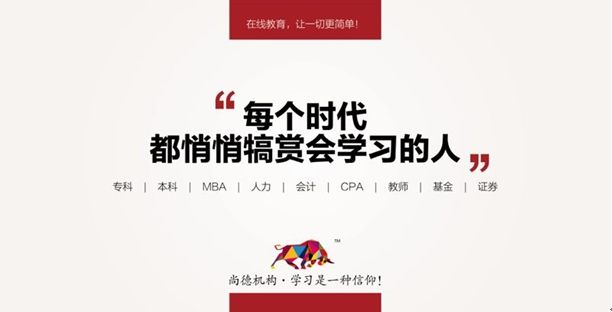 在线教育，让一切更简单！
“每个时代
都悄悄犒赏会学习的人”
专科 | 本科 | MBA | 人力 | 会计 | CPA | 教师 | 基金 | 证券
TM
尚德机构·学习是一种信仰！